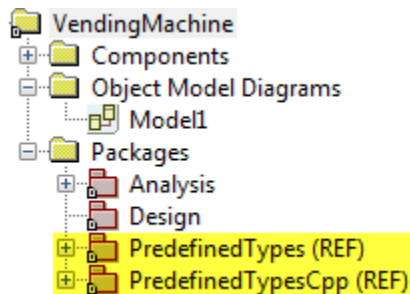 VendingMachine
Components
Object Model Diagrams
Model1
Packages
Analysis
Design
PredefinedTypes (REF)
PredefinedTypesCpp (REF)